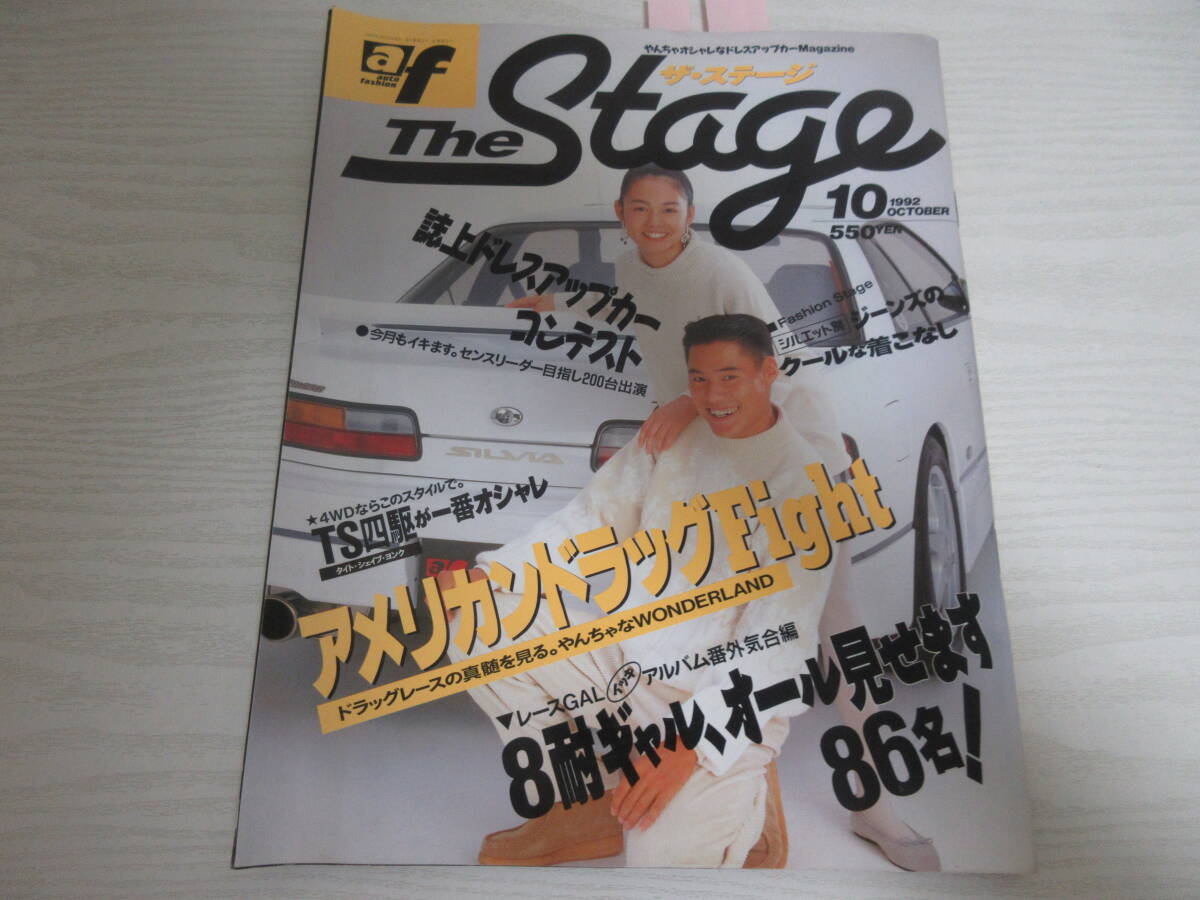 af
auto
fashion
やんちゃオシャレなドレスアップカーMagazine
ザ・ステージ
The Stage
10 1992
OCTOBER
550YEN
誌上ドレスアップカー
コンテスト
●今月もイキます。センスリーダー目指し200台出演
■Fashion Stage
シルエット別 ジーンズの
クールな着こなし
SILVIA
★4WDならこのスタイルで。
TS四駆が一番オシャレ
タイト・シェイプ・ヨンク
アメリカンドラッグFight
ドラッグレースの真髄を見る。やんちゃなWONDERLAND
▼レースGALバッキアルバム番外気合編
8耐ギャル、オール見せます
86名!